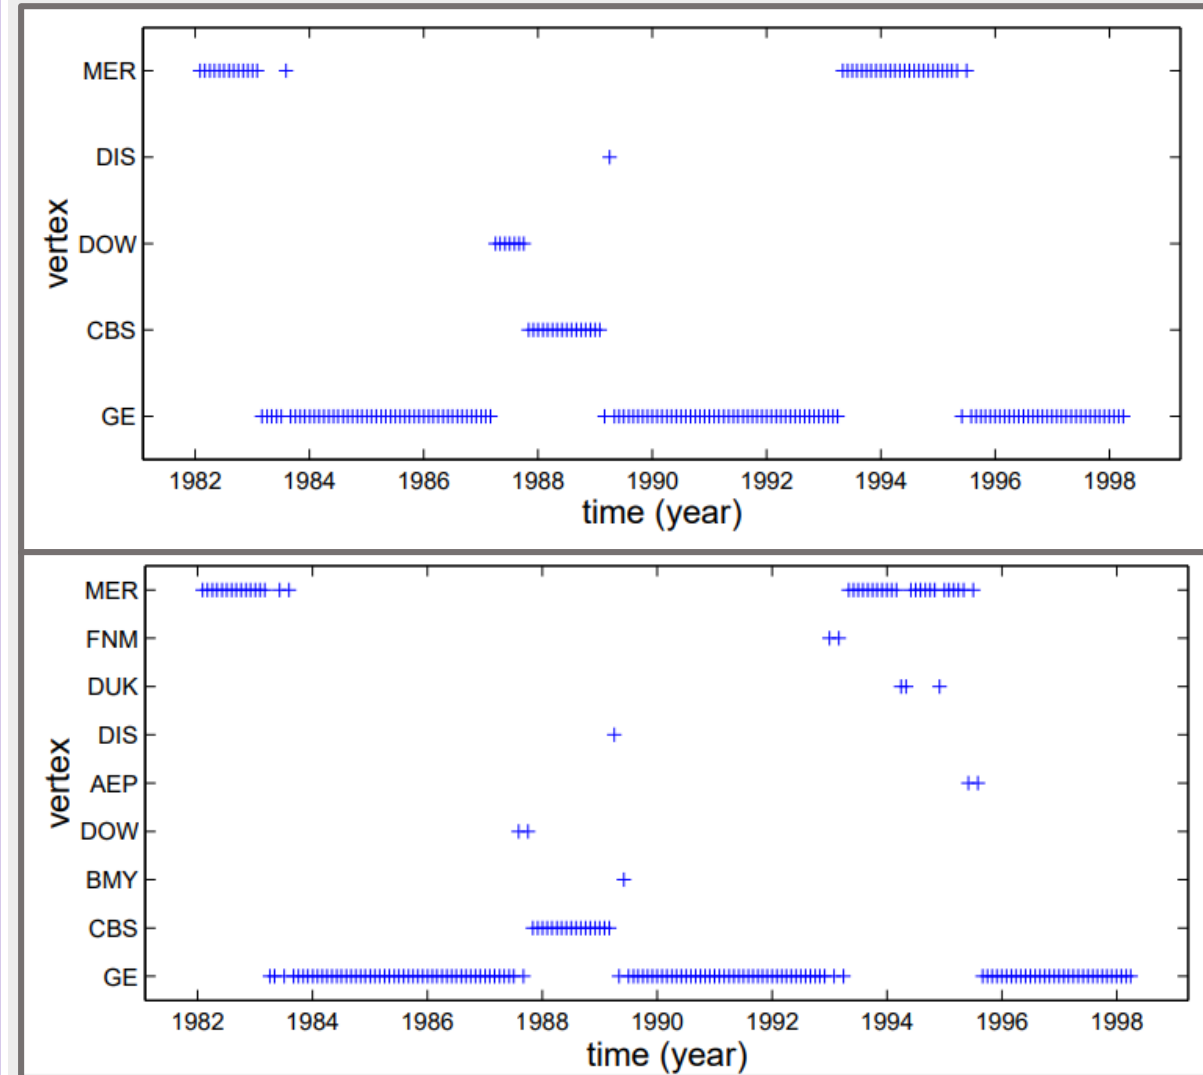 MER
DIS
vertex
DOW
CBS
GE
1982 1984 1986 1988 1990 1992 1994 1996 1998
time (year)
MER
FNM
DUK
DIS
vertex
AEP
DOW
BMY
CBS
GE
1982 1984 1986 1988 1990 1992 1994 1996 1998
time (year)